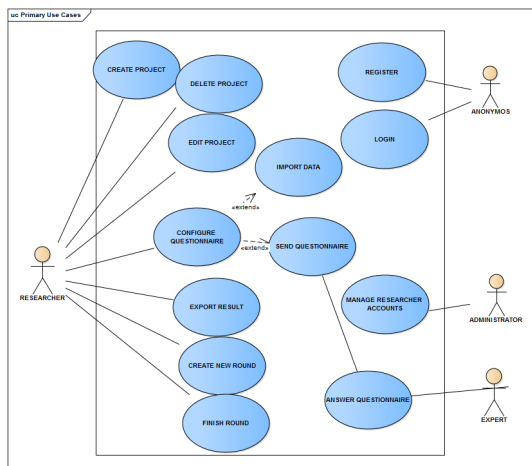 uc Primary Use Cases
CREATE PROJECT
DELETE PROJECT
REGISTER
ANONYMOS
LOGIN
EDIT PROJECT
IMPORT DATA
«extend»
CONFIGURE
QUESTIONNAIRE
SEND QUESTIONNAIRE
«extend»
RESEARCHER
MANAGE RESEARCHER
ACCOUNTS
EXPORT RESULT
ADMINISTRATOR
CREATE NEW ROUND
ANSWER QUESTIONNAIRE
FINISH ROUND
EXPERT